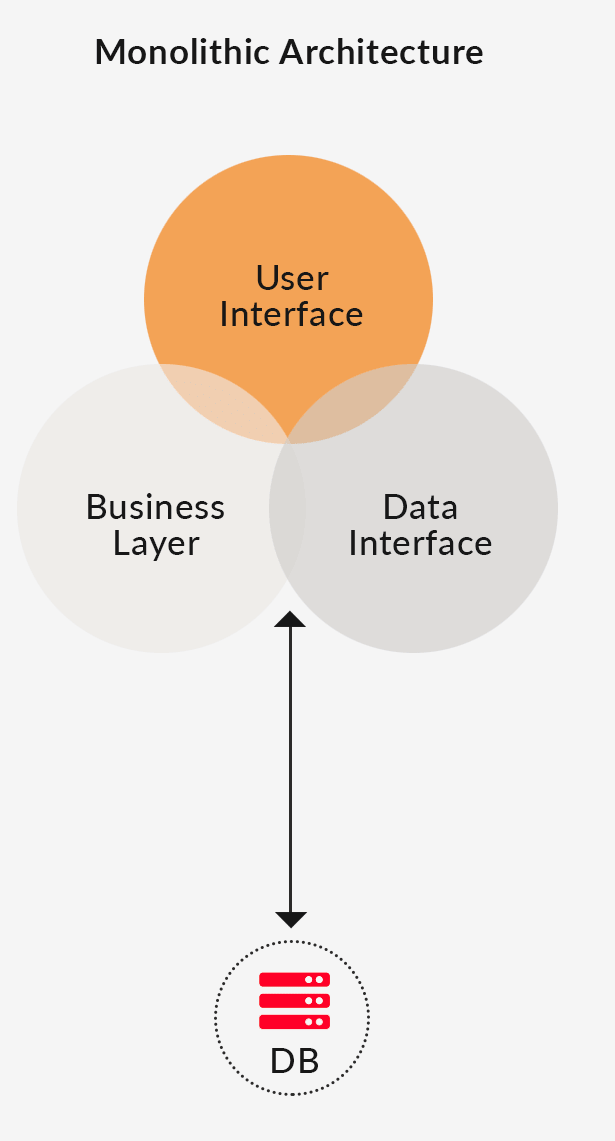 Monolithic Architecture
User
Interface
Business
Layer
Data
Interface
DB